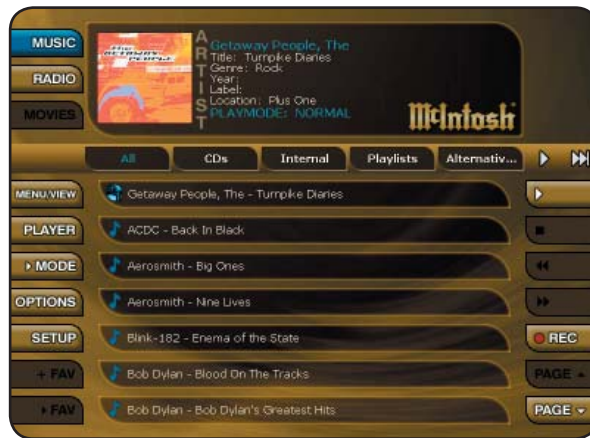 MUSIC
RADIO
MOVIES
the
GETAWAY
PEOPLE
ARTIST
Getaway People, The
Title: Turnpike Diaries
Genre: Rock
Year:
Label:
Location: Plus One
PLAYMODE: NORMAL
McIntosh
All
CDs
Internal
Playlists
Alternativ...
MENU/VIEW
Getaway People, The - Turnpike Diaries
PLAYER
ACDC - Back In Black
MODE
Aerosmith - Big Ones
OPTIONS
Aerosmith - Nine Lives
SETUP
Blink-182 - Enema of the State
REC
+ FAV
Bob Dylan - Blood On The Tracks
PAGE
FAV
Bob Dylan - Bob Dylan's Greatest Hits
PAGE